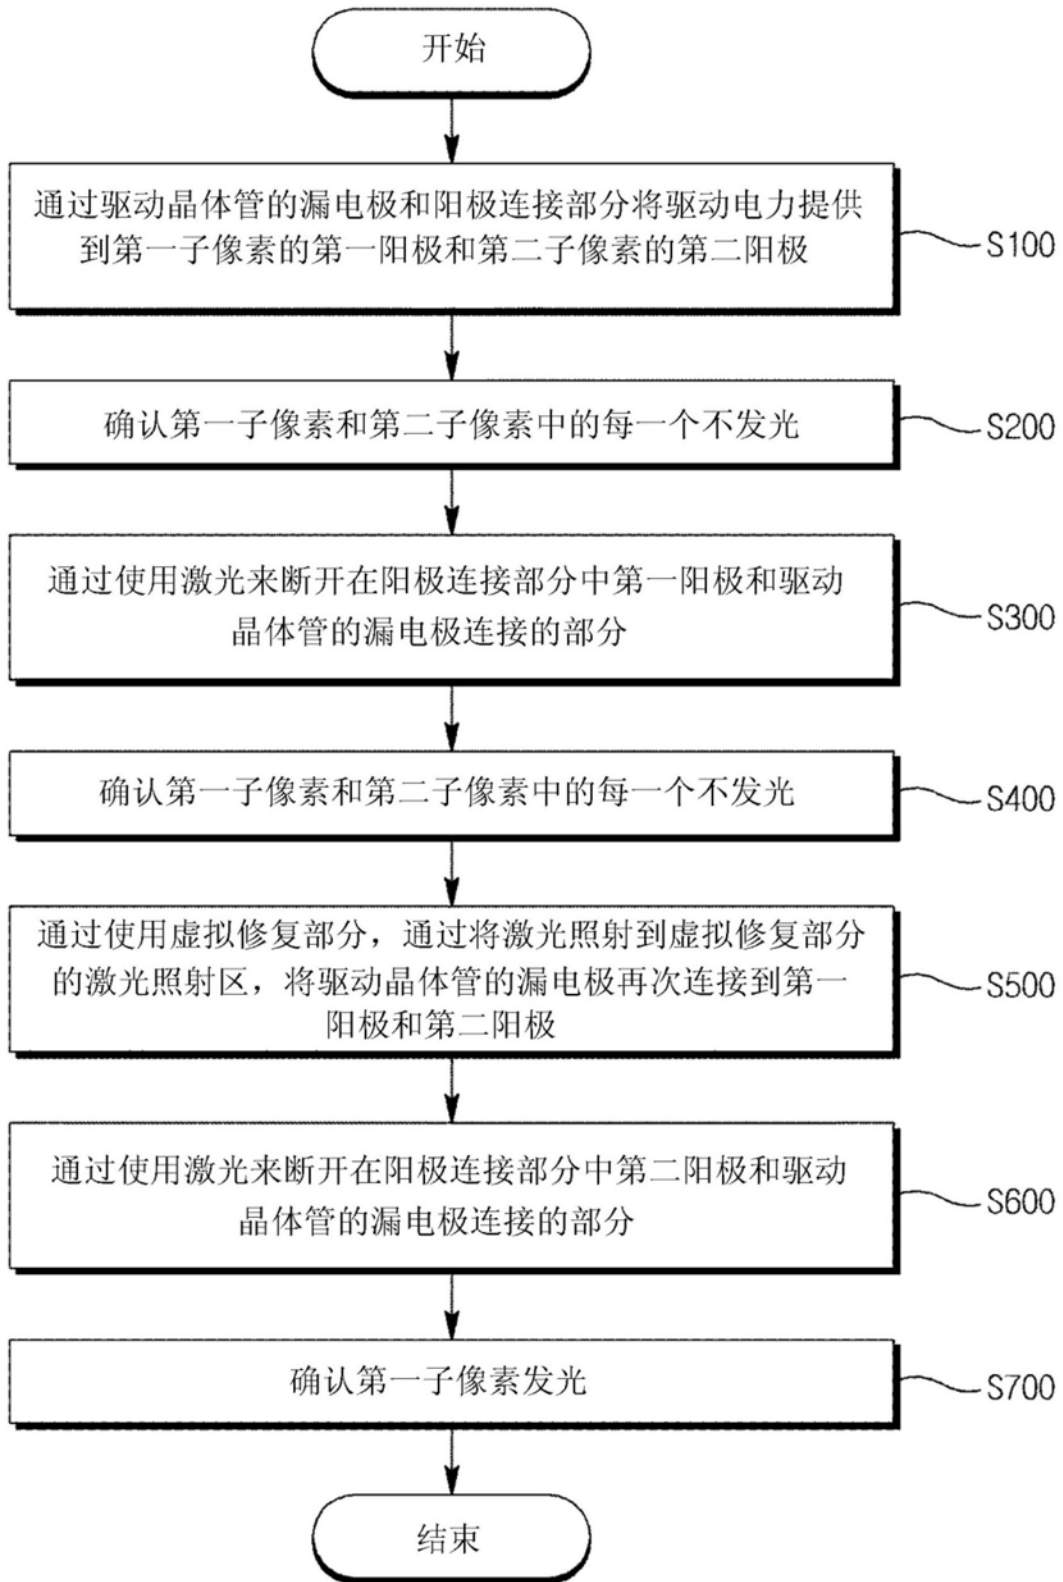 开始
通过驱动晶体管的漏电极和阳极连接部分将驱动电力提供
到第一子像素的第一阳极和第二子像素的第二阳极
S100
确认第一子像素和第二子像素中的每一个不发光
S200
通过使用激光来断开在阳极连接部分中第一阳极和驱动
晶体管的漏电极连接的部分
S300
确认第一子像素和第二子像素中的每一个不发光
S400
通过使用虚拟修复部分，通过将激光照射到虚拟修复部分
的激光照射区，将驱动晶体管的漏电极再次连接到第一
阳极和第二阳极
S500
通过使用激光来断开在阳极连接部分中第二阳极和驱动
晶体管的漏电极连接的部分
S600
确认第一子像素发光
S700
结束